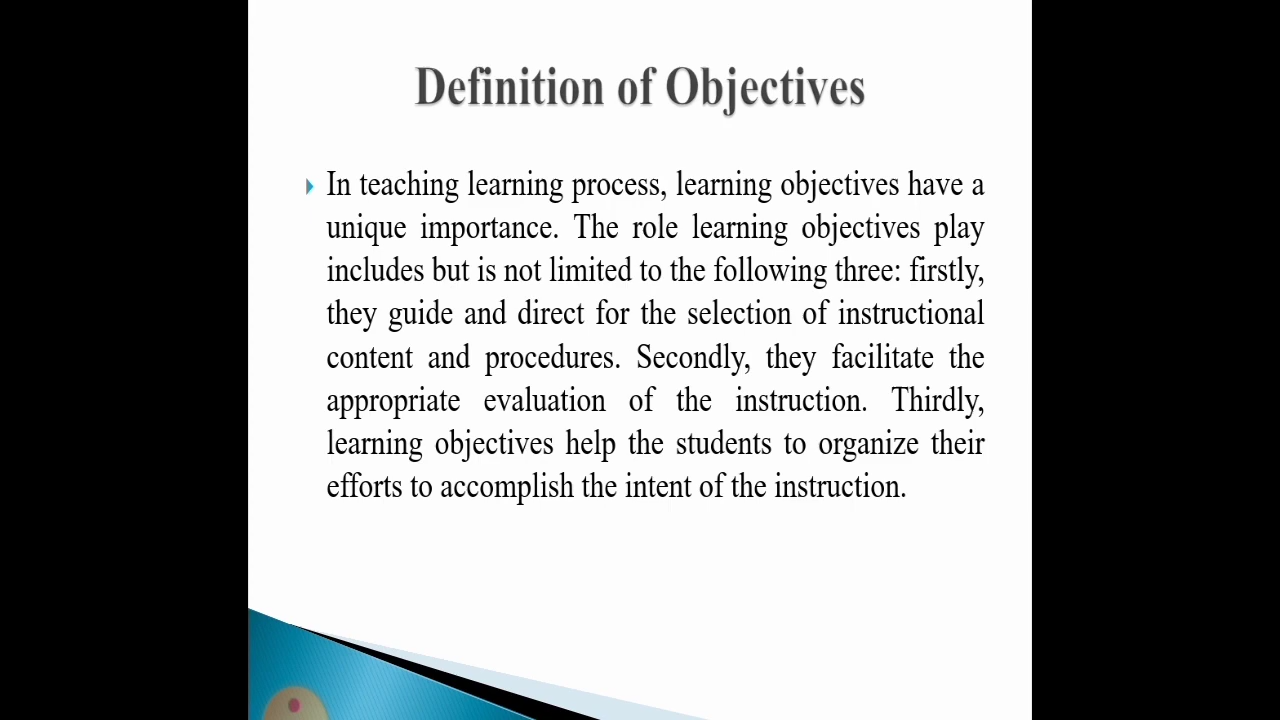 Definition of Objectives
In teaching learning process, learning objectives have a
unique importance. The role learning objectives play
includes but is not limited to the following three: firstly,
they guide and direct for the selection of instructional
content and procedures. Secondly, they facilitate the
appropriate evaluation of the instruction. Thirdly,
learning objectives help the students to organize their
efforts to accomplish the intent of the instruction.